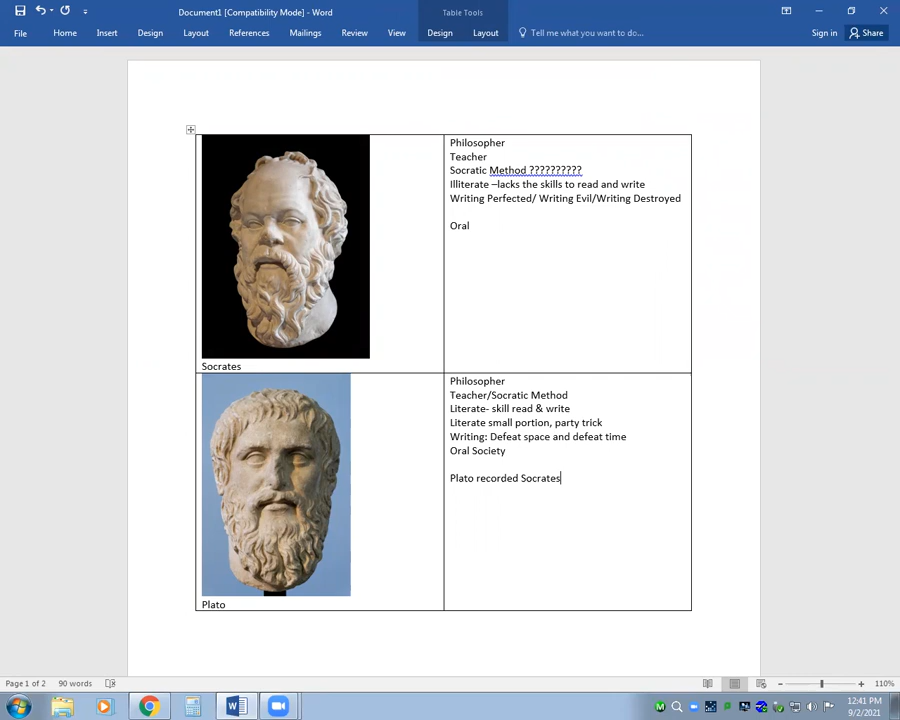 Document1 [Compatibility Mode] - Word
Table Tools
File Home Insert Design Layout References Mailings Review View Design Layout Tell me what you want to do... Sign in Share
Philosopher
Teacher
Socratic Method ??????????
Illiterate –lacks the skills to read and write
Writing Perfected/ Writing Evil/Writing Destroyed
Oral
Socrates
Philosopher
Teacher/Socratic Method
Literate- skill read & write
Literate small portion, party trick
Writing: Defeat space and defeat time
Oral Society
Plato recorded Socrates
Plato
Page 1 of 2 90 words 110%
12:41 PM
9/2/2021